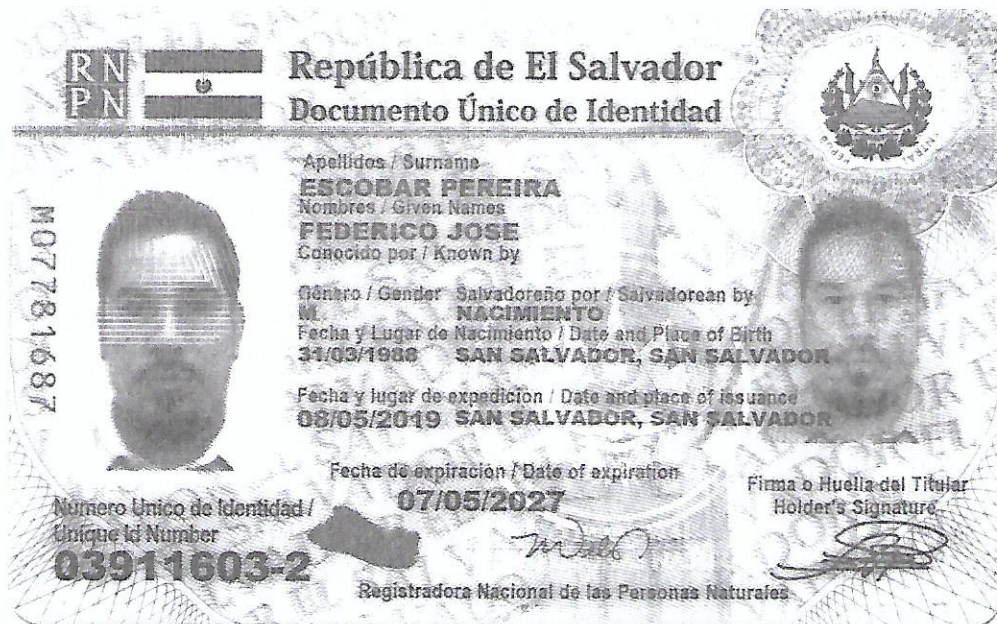 RN
PN
República de El Salvador
Documento Único de Identidad
Apellidos / Surname
ESCOBAR PEREIRA
Nombres / Given Names
FEDERICO JOSE
Conocido por / Known by
Género / Gender Salvadoreño por / Salvadorean by
M NACIMIENTO
Fecha y Lugar de Nacimiento / Date and Place of Birth
31/03/1988 SAN SALVADOR, SAN SALVADOR
Fecha y lugar de expedición / Date and place of issuance
08/05/2019 SAN SALVADOR, SAN SALVADOR
Fecha de expiración / Date of expiration
07/05/2027
Firma o Huella del Titular
Holder's Signature
Numero Unico de Identidad /
Unique Id Number
03911603-2
Registradora Nacional de las Personas Naturales
M07781687